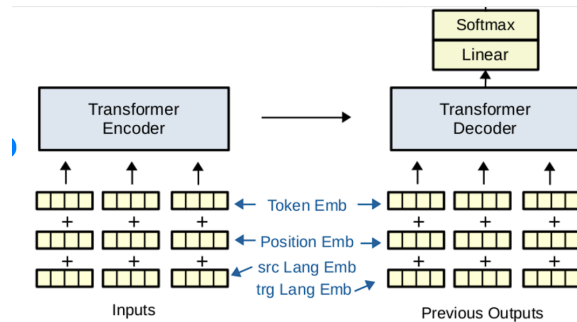 Softmax
Linear
Transformer
Encoder
Transformer
Decoder
Token Emb
+ + + + + +
Position Emb
+ + + + + +
src Lang Emb
trg Lang Emb
Inputs
Previous Outputs